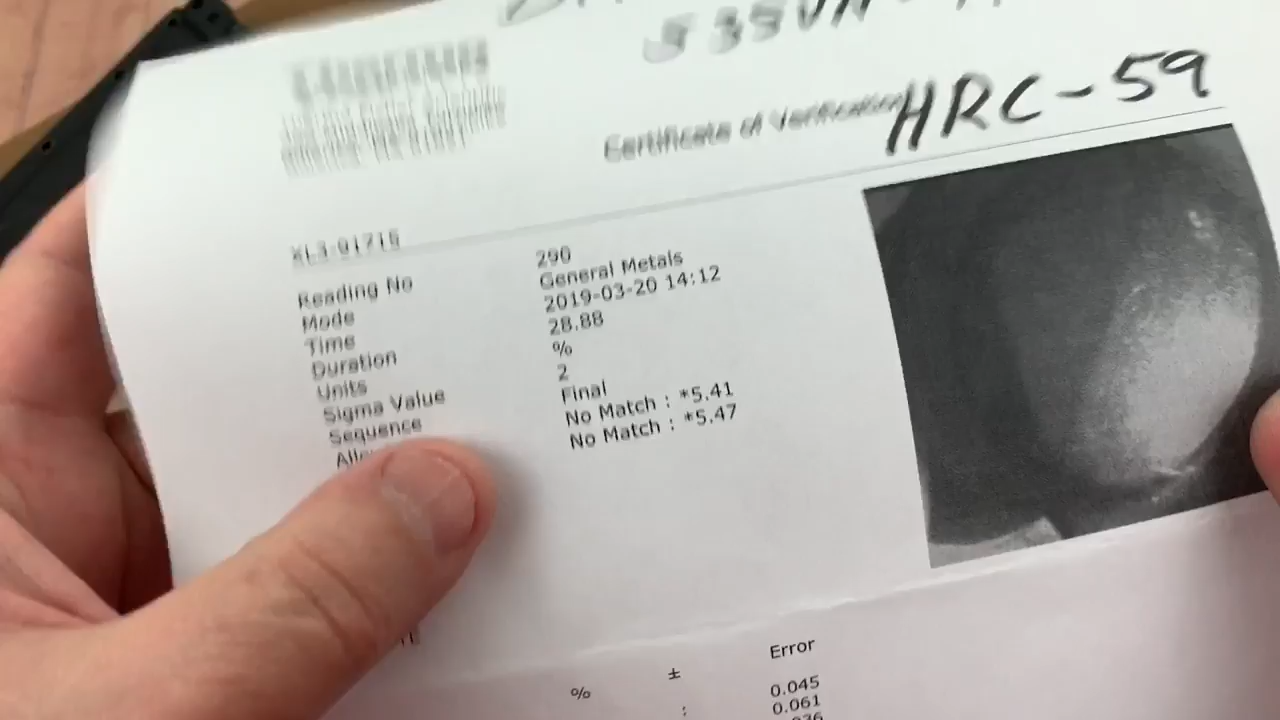 HRC-59
Certificate of Verification
XL3-91715
Reading No 290
Mode General Metals
Time 2019-03-20 14:12
Duration 28.88
Units %
Sigma Value 2
Sequence Final
No Match : *5.41
No Match : *5.47
% ± Error
0.045
: 0.061